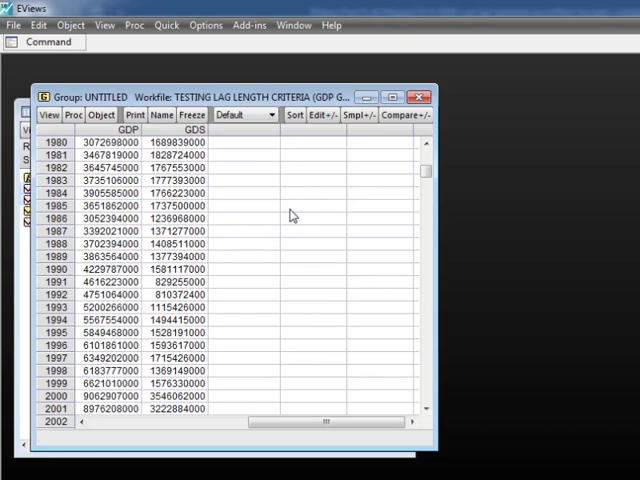 EViews
File Edit Object View Proc Quick Options Add-ins Window Help
Command
Group: UNTITLED Workfile: TESTING LAG LENGTH CRITERIA (GDP G...
View Proc Object Print Name Freeze Default Sort Edit+/- Smpl+/- Compare+/-
GDP GDS
1980 3072698000 1689839000
1981 3467819000 1828724000
1982 3645745000 1767553000
1983 3735106000 1777393000
1984 3905585000 1766223000
1985 3651862000 1737500000
1986 3052394000 1236968000
1987 3392021000 1371277000
1988 3702394000 1408511000
1989 3863564000 1377394000
1990 4229787000 1581117000
1991 4616223000 829255000
1992 4751064000 810372400
1993 5200266000 1115426000
1994 5567554000 1494415000
1995 5849468000 1528191000
1996 6101861000 1593617000
1997 6349202000 1715426000
1998 6183777000 1369149000
1999 6621010000 1576330000
2000 9062907000 3546062000
2001 8976208000 3222884000
2002